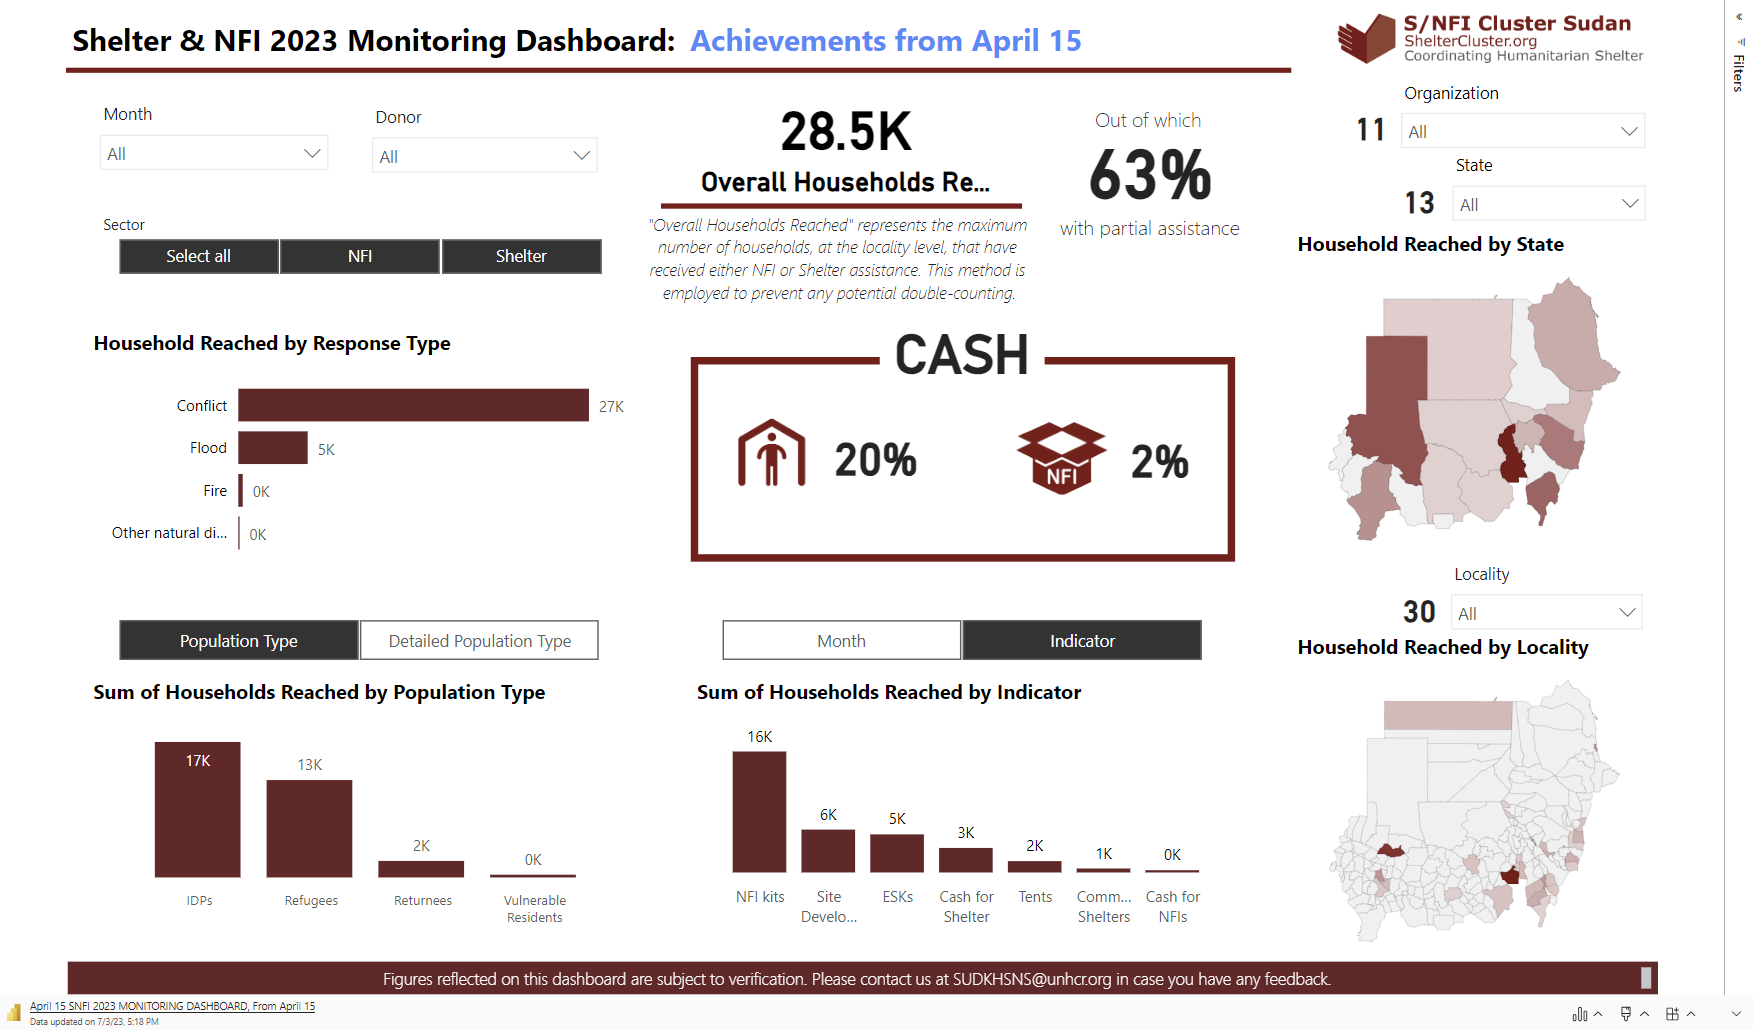 Shelter & NFI 2023 Monitoring Dashboard: Achievements from April 15
S/NFI Cluster Sudan
ShelterCluster.org
Coordinating Humanitarian Shelter
Filters
Month
All
Donor
All
Sector
Select all
NFI
Shelter
28.5K
Overall Households Re...
"Overall Households Reached" represents the maximum
number of households, at the locality level, that have
received either NFI or Shelter assistance. This method is
employed to prevent any potential double-counting.
Out of which
63%
with partial assistance
Organization
11
All
State
13
All
Household Reached by State
Household Reached by Response Type
Conflict
27K
Flood
5K
Fire
0K
Other natural di...
0K
CASH
20%
NFI
2%
Locality
30
All
Household Reached by Locality
Population Type
Detailed Population Type
Month
Indicator
Sum of Households Reached by Population Type
17K
13K
2K
0K
IDPs
Refugees
Returnees
Vulnerable
Residents
Sum of Households Reached by Indicator
16K
6K
5K
3K
2K
1K
0K
NFI kits
Site
Develo...
ESKs
Cash for
Shelter
Tents
Comm...
Shelters
Cash for
NFIs
Figures reflected on this dashboard are subject to verification. Please contact us at SUDKHSNS@unhcr.org in case you have any feedback.
April 15 SNFI 2023 MONITORING DASHBOARD, From April 15
Data updated on 7/3/23, 5:18 PM